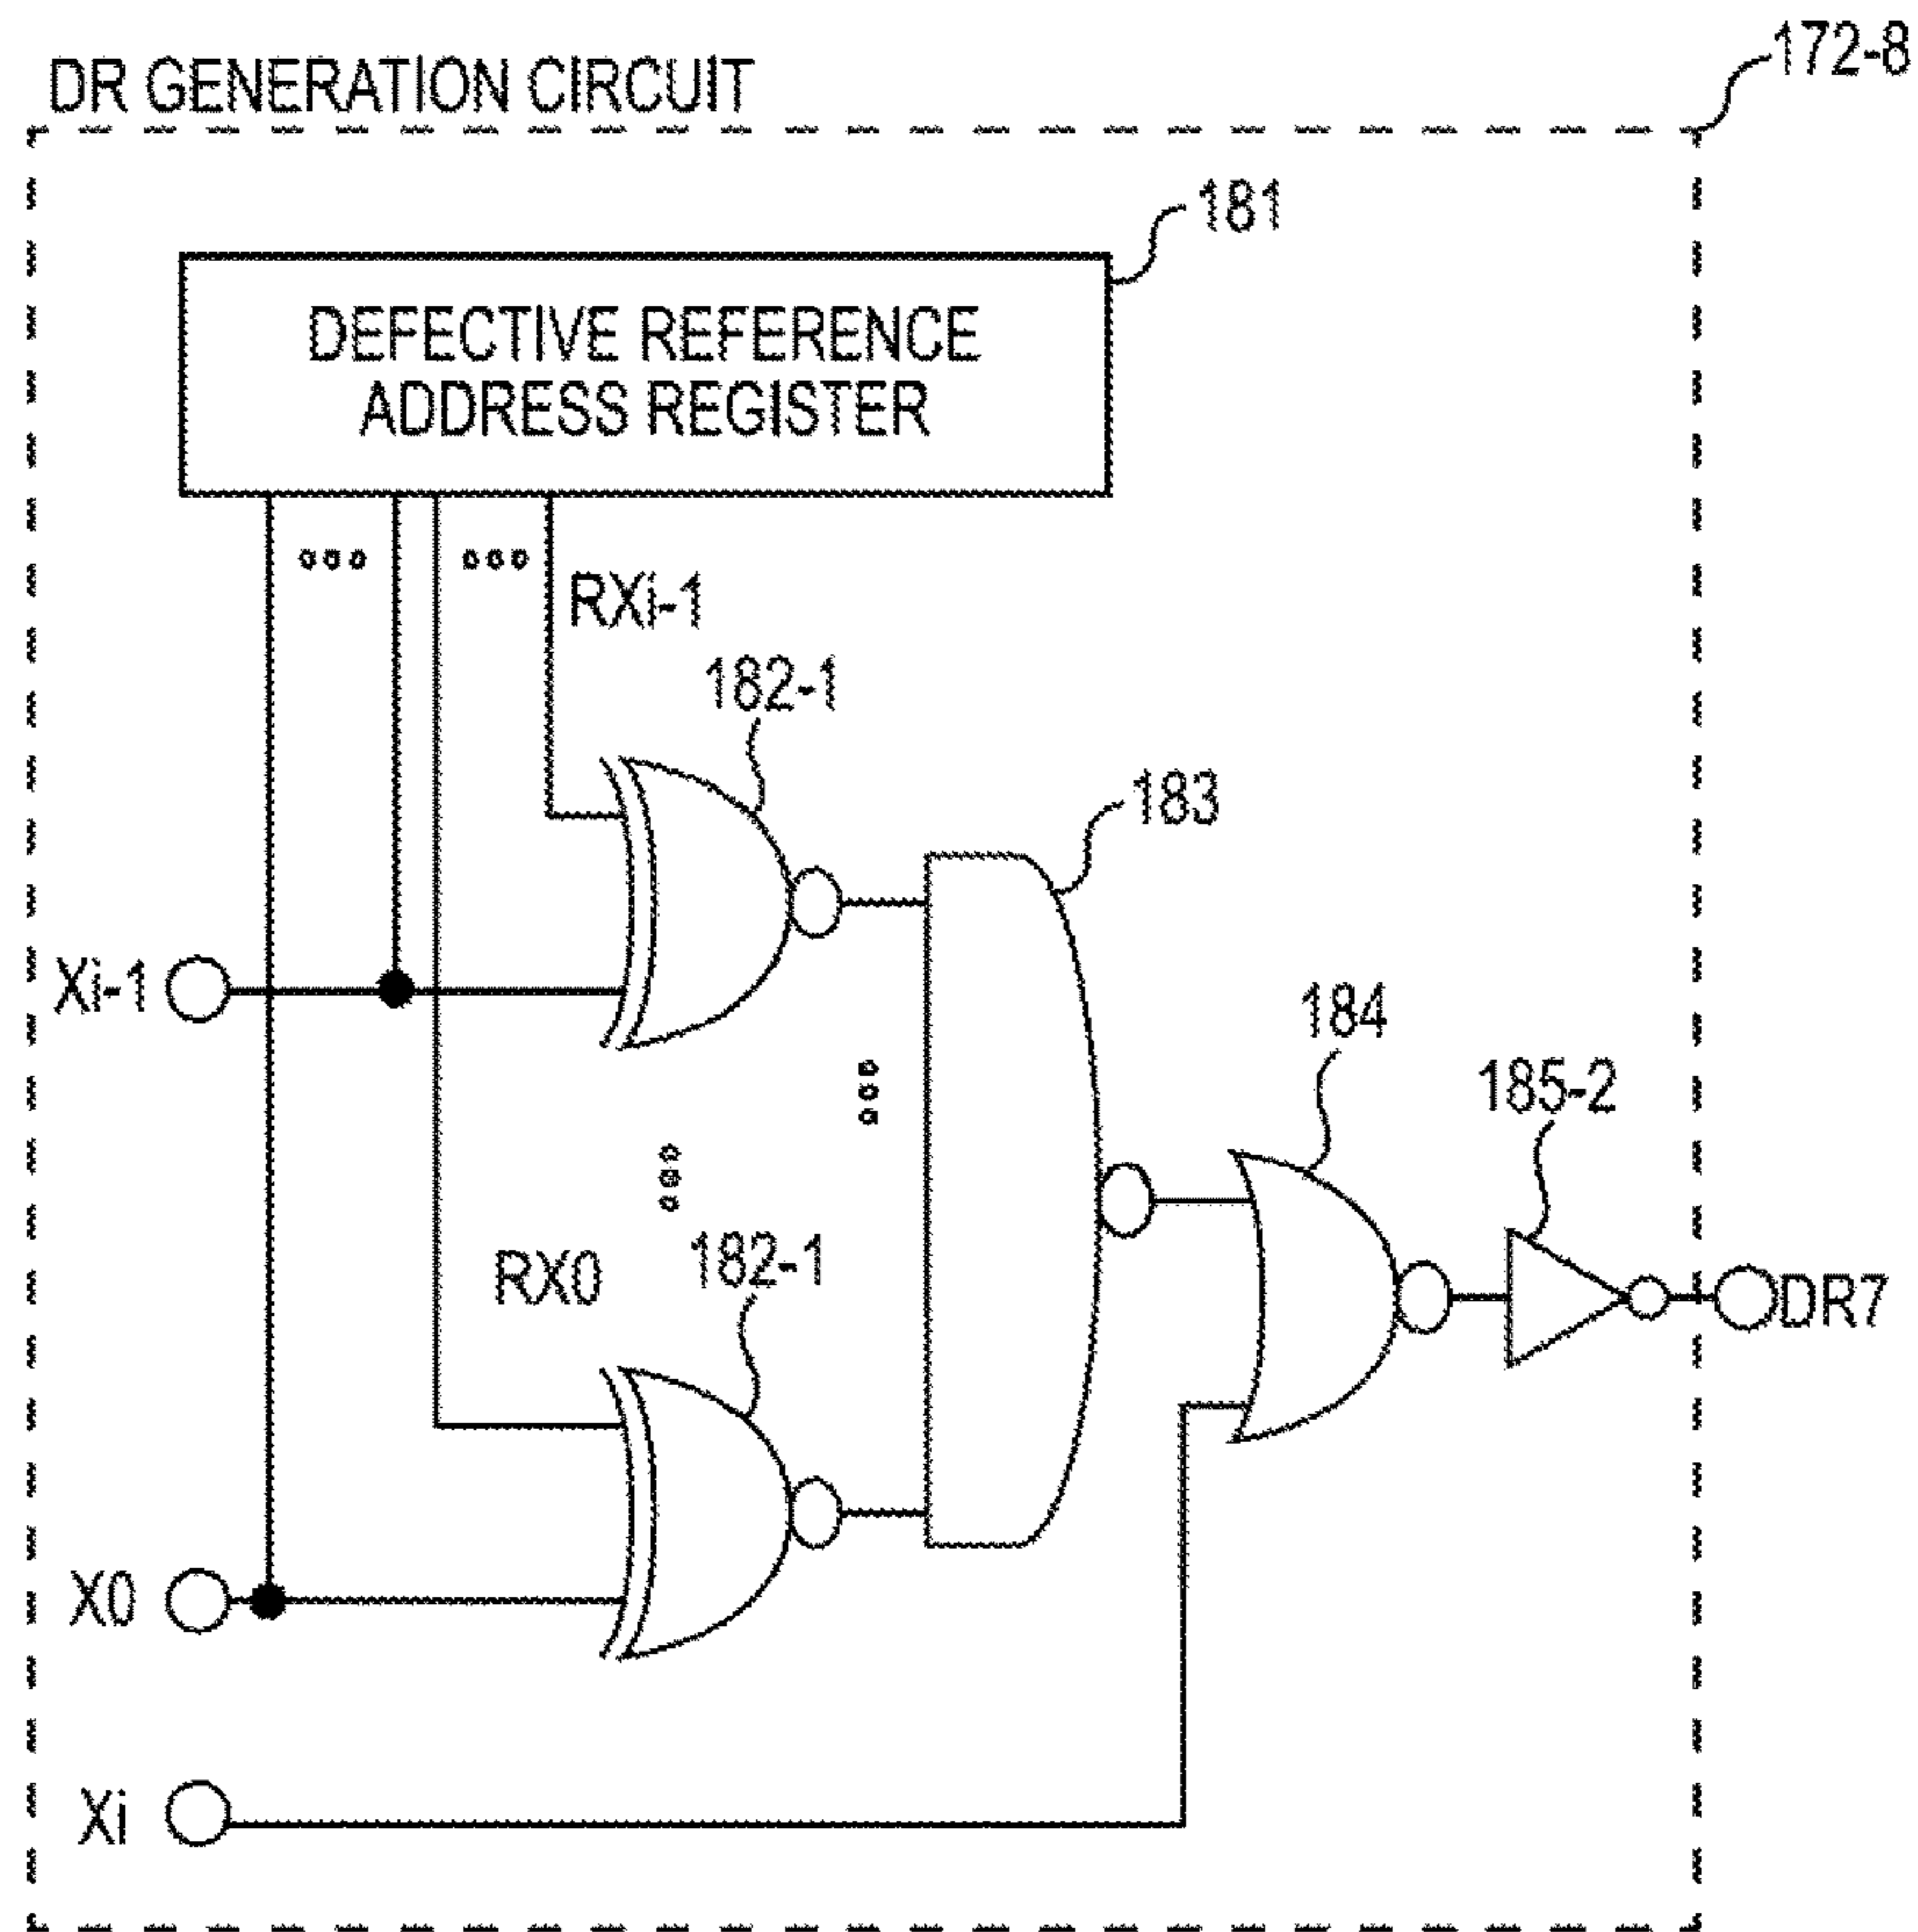 172-8
DR GENERATION CIRCUIT
181
DEFECTIVE REFERENCE
ADDRESS REGISTER
RXi-1
182-1
183
Xi-1
184
185-2
RX0
182-1
DR7
X0
Xi